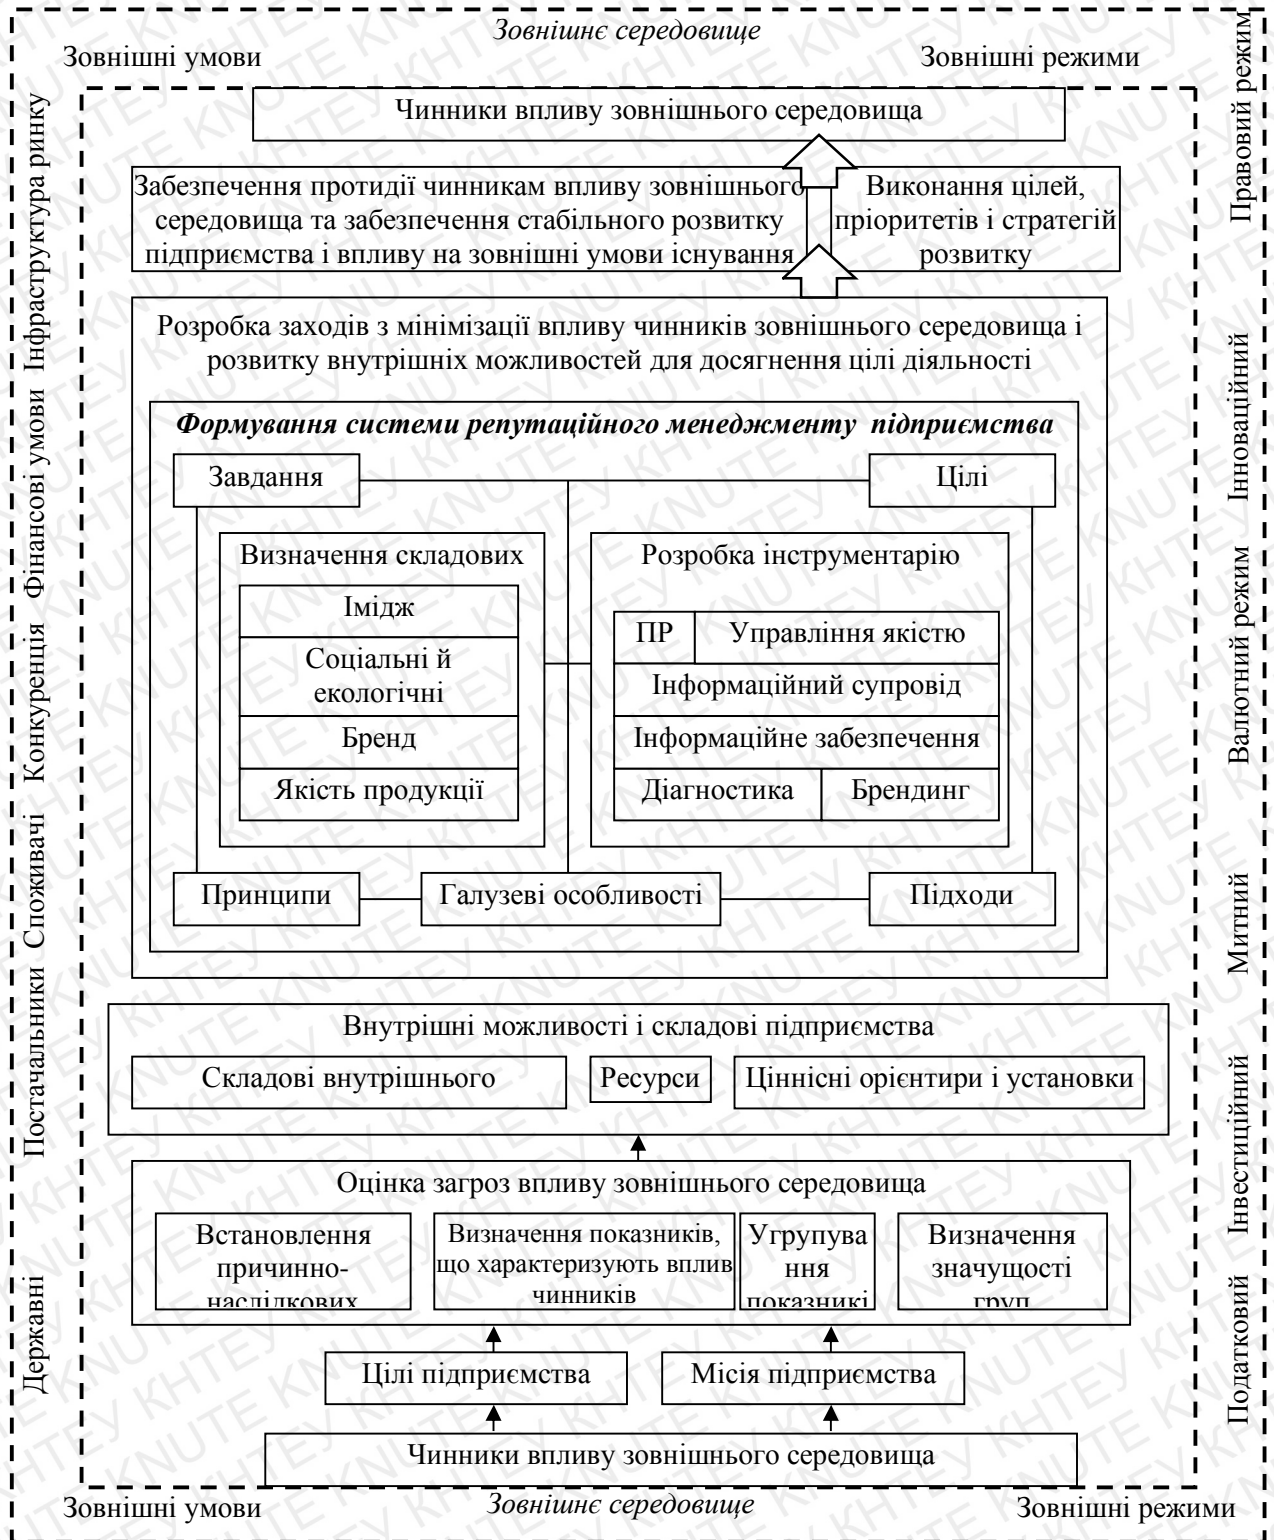 Зовнішнє середовище
Зовнішні умови
Зовнішні режими
Чинники впливу зовнішнього середовища
Забезпечення протидії чинникам впливу зовнішнього
середовища та забезпечення стабільного розвитку
підприємства і впливу на зовнішні умови існування
Виконання цілей,
пріоритетів і стратегій
розвитку
Розробка заходів з мінімізації впливу чинників зовнішнього середовища і
розвитку внутрішніх можливостей для досягнення цілі діяльності
Формування системи репутаційного менеджменту підприємства
Завдання
Цілі
Визначення складових
Імідж
Соціальні й
екологічні
Бренд
Якість продукції
Розробка інструментарію
ПР
Управління якістю
Інформаційний супровід
Інформаційне забезпечення
Діагностика
Брендинг
Принципи
Галузеві особливості
Підходи
Внутрішні можливості і складові підприємства
Складові внутрішнього
Ресурси
Ціннісні орієнтири і установки
Оцінка загроз впливу зовнішнього середовища
Встановлення
причинно-
наслідкових
Визначення показників,
що характеризують вплив
чинників
Угрупува
ння
показникі
Визначення
значущості
груп
Цілі підприємства
Місія підприємства
Чинники впливу зовнішнього середовища
Зовнішні умови
Зовнішнє середовище
Зовнішні режими
Державні
Постачальники
Споживачі
Конкуренція
Фінансові умови
Інфраструктура ринку
Податковий
Інвестиційний
Митний
Валютний режим
Інноваційний
Правовий режим
КНТЕУ KNUTE